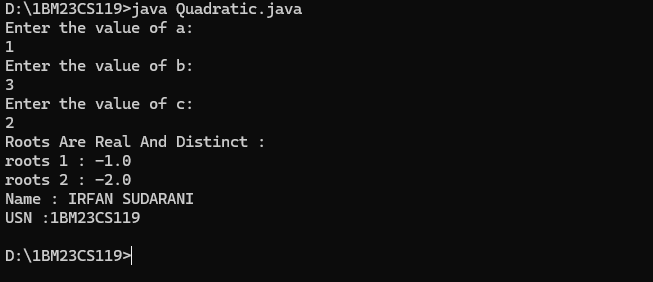 D:\1BM23CS119>java Quadratic.java
Enter the value of a:
1
Enter the value of b:
3
Enter the value of c:
2
Roots Are Real And Distinct :
roots 1 : -1.0
roots 2 : -2.0
Name : IRFAN SUDARANI
USN :1BM23CS119
D:\1BM23CS119>